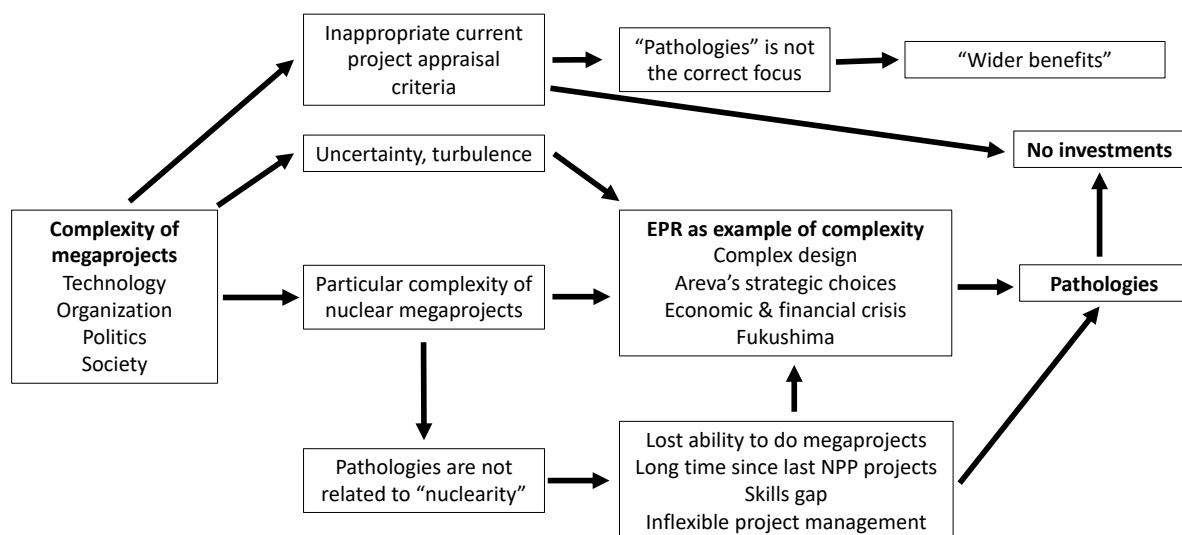 Inappropriate current
project appraisal
criteria
“Pathologies” is not
the correct focus
“Wider benefits”
No investments
Uncertainty, turbulence
Complexity of
megaprojects
Technology
Organization
Politics
Society
Particular complexity of
nuclear megaprojects
EPR as example of complexity
Complex design
Areva’s strategic choices
Economic & financial crisis
Fukushima
Pathologies
Pathologies are not
related to “nuclearity”
Lost ability to do megaprojects
Long time since last NPP projects
Skills gap
Inflexible project management